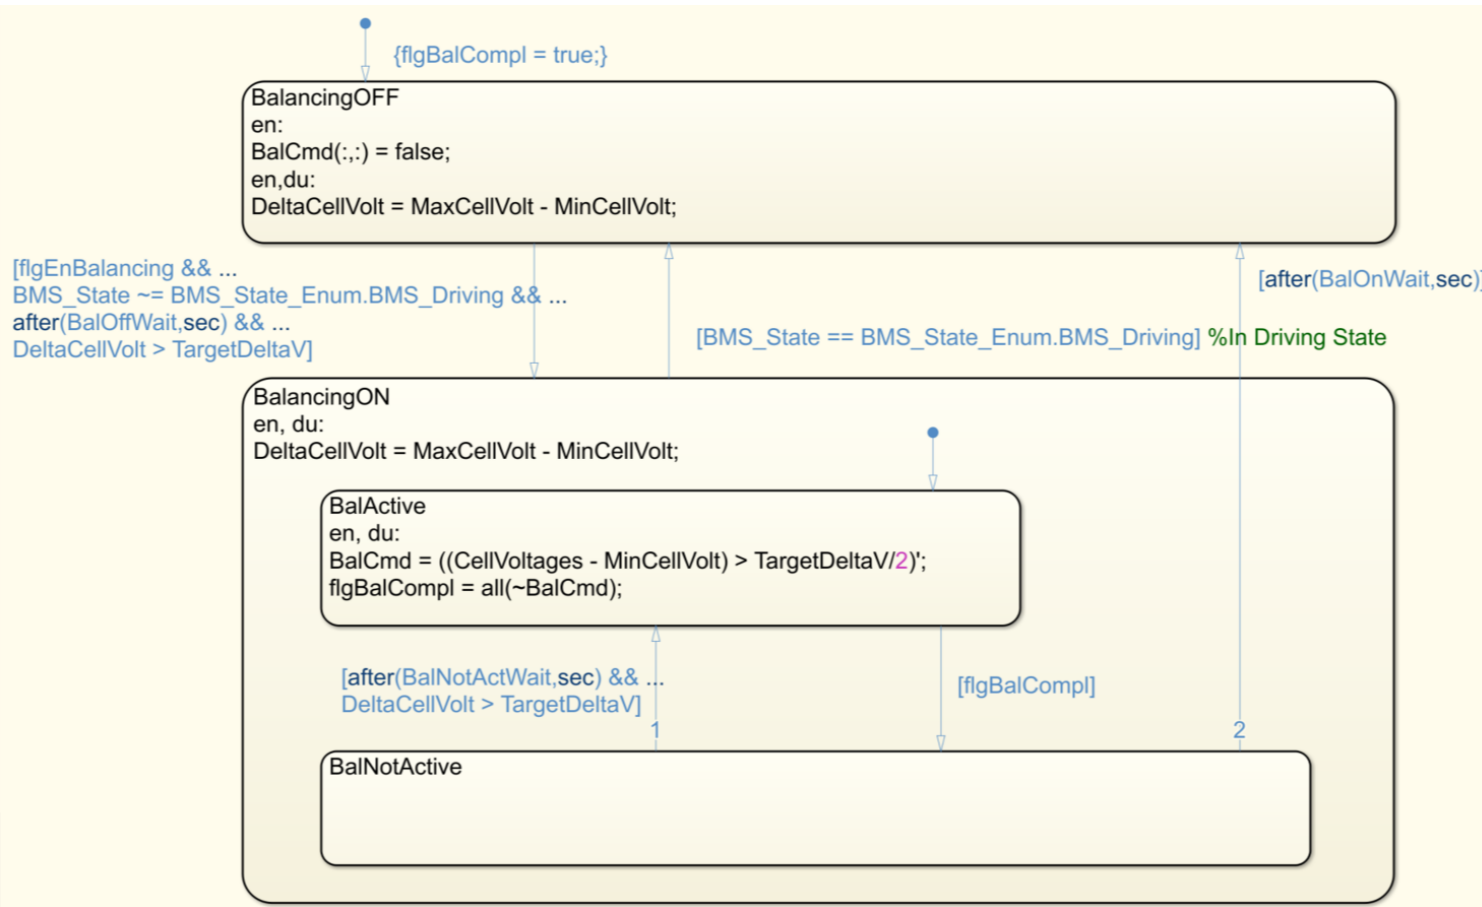 {flgBalCompl = true;}
BalancingOFF
en:
BalCmd(:,:) = false;
en,du:
DeltaCellVolt = MaxCellVolt - MinCellVolt;
[flgEnBalancing && ...
BMS_State ~= BMS_State_Enum.BMS_Driving && ...
after(BalOffWait,sec) && ...
DeltaCellVolt > TargetDeltaV]
[after(BalOnWait,sec)]
[BMS_State == BMS_State_Enum.BMS_Driving] %In Driving State
BalancingON
en, du:
DeltaCellVolt = MaxCellVolt - MinCellVolt;
BalActive
en, du:
BalCmd = ((CellVoltages - MinCellVolt) > TargetDeltaV/2)';
flgBalCompl = all(~BalCmd);
[after(BalNotActWait,sec) && ...
DeltaCellVolt > TargetDeltaV]
[flgBalCompl]
1
2
BalNotActive